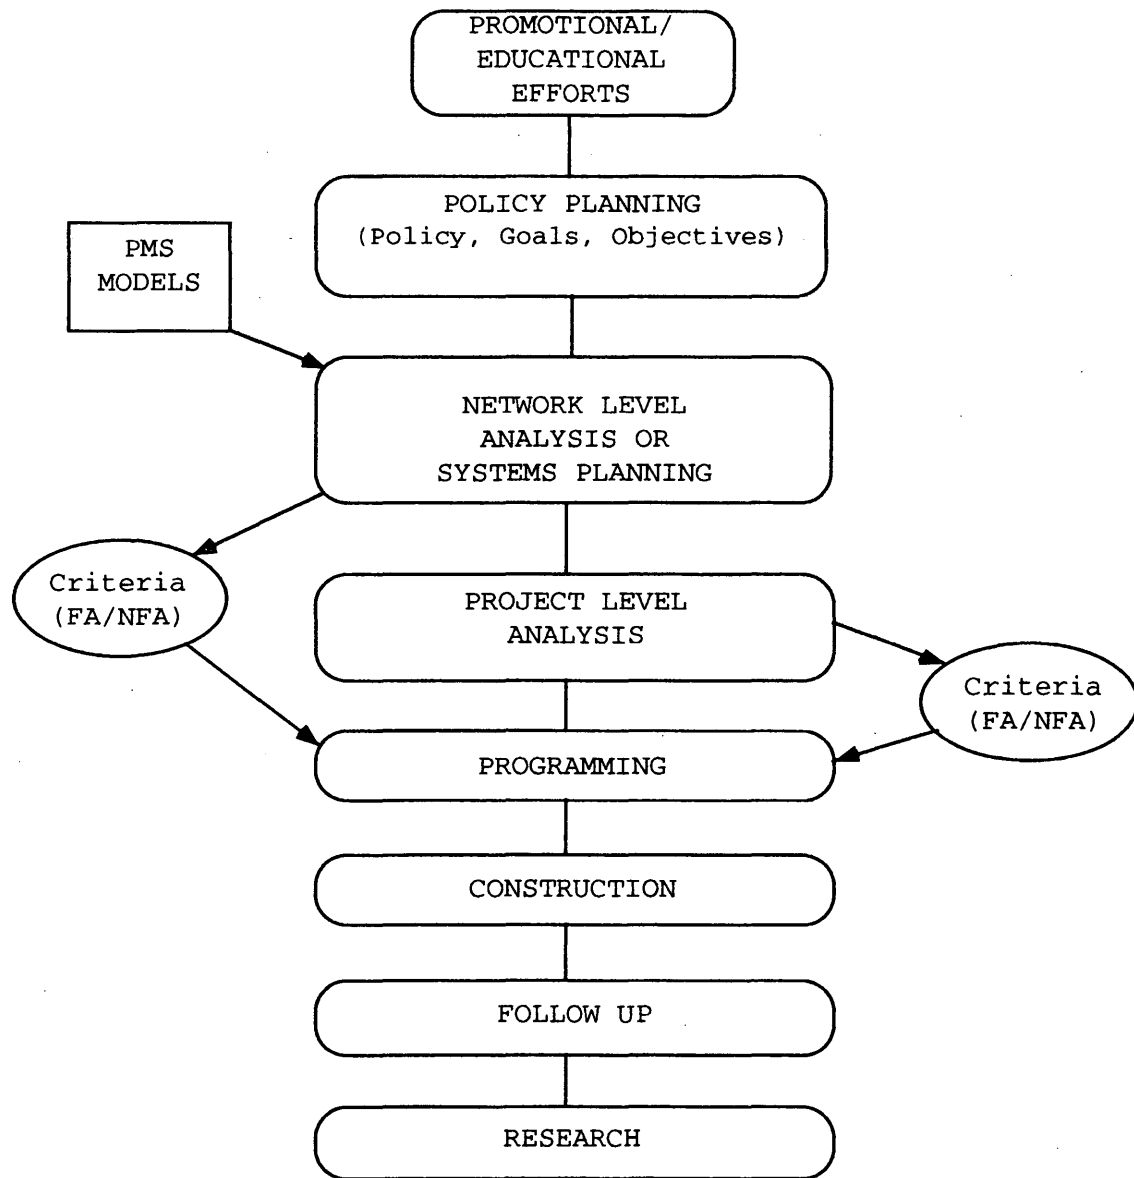 PROMOTIONAL/
EDUCATIONAL
EFFORTS
POLICY PLANNING
(Policy, Goals, Objectives)
PMS
MODELS
NETWORK LEVEL
ANALYSIS OR
SYSTEMS PLANNING
Criteria
(FA/NFA)
PROJECT LEVEL
ANALYSIS
Criteria
(FA/NFA)
PROGRAMMING
CONSTRUCTION
FOLLOW UP
RESEARCH